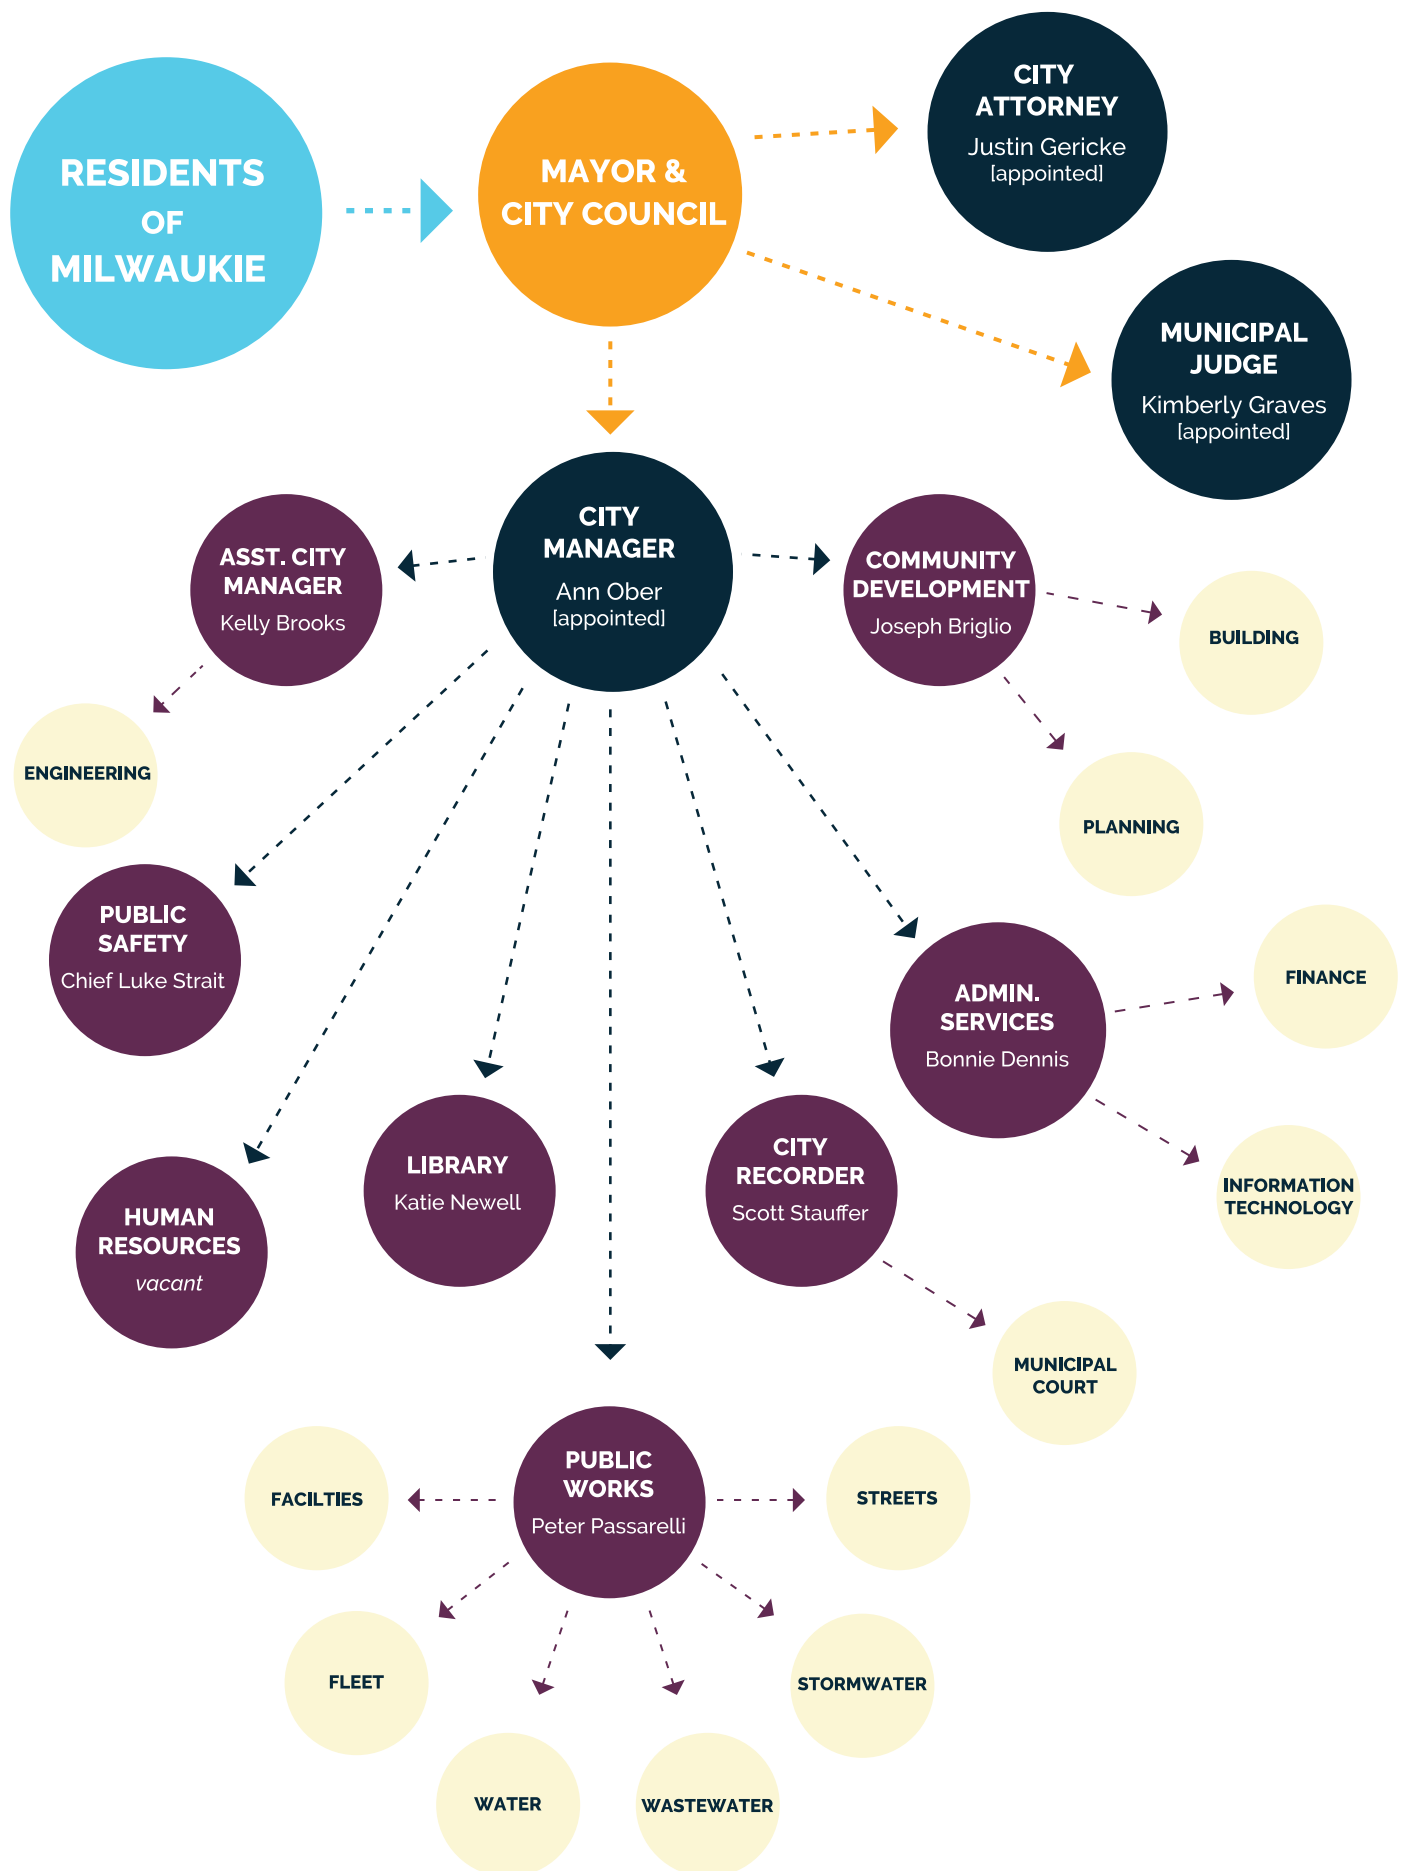 RESIDENTS
OF
MILWAUKIE
MAYOR &
CITY COUNCIL
CITY
ATTORNEY
Justin Gericke
[appointed]
MUNICIPAL
JUDGE
Kimberly Graves
[appointed]
CITY
MANAGER
Ann Ober
[appointed]
ASST. CITY
MANAGER
Kelly Brooks
COMMUNITY
DEVELOPMENT
Joseph Briglio
BUILDING
ENGINEERING
PLANNING
PUBLIC
SAFETY
Chief Luke Strait
ADMIN.
SERVICES
Bonnie Dennis
FINANCE
INFORMATION
TECHNOLOGY
HUMAN
RESOURCES
vacant
LIBRARY
Katie Newell
CITY
RECORDER
Scott Stauffer
MUNICIPAL
COURT
PUBLIC
WORKS
Peter Passarelli
FACILTIES
STREETS
FLEET
STORMWATER
WATER
WASTEWATER